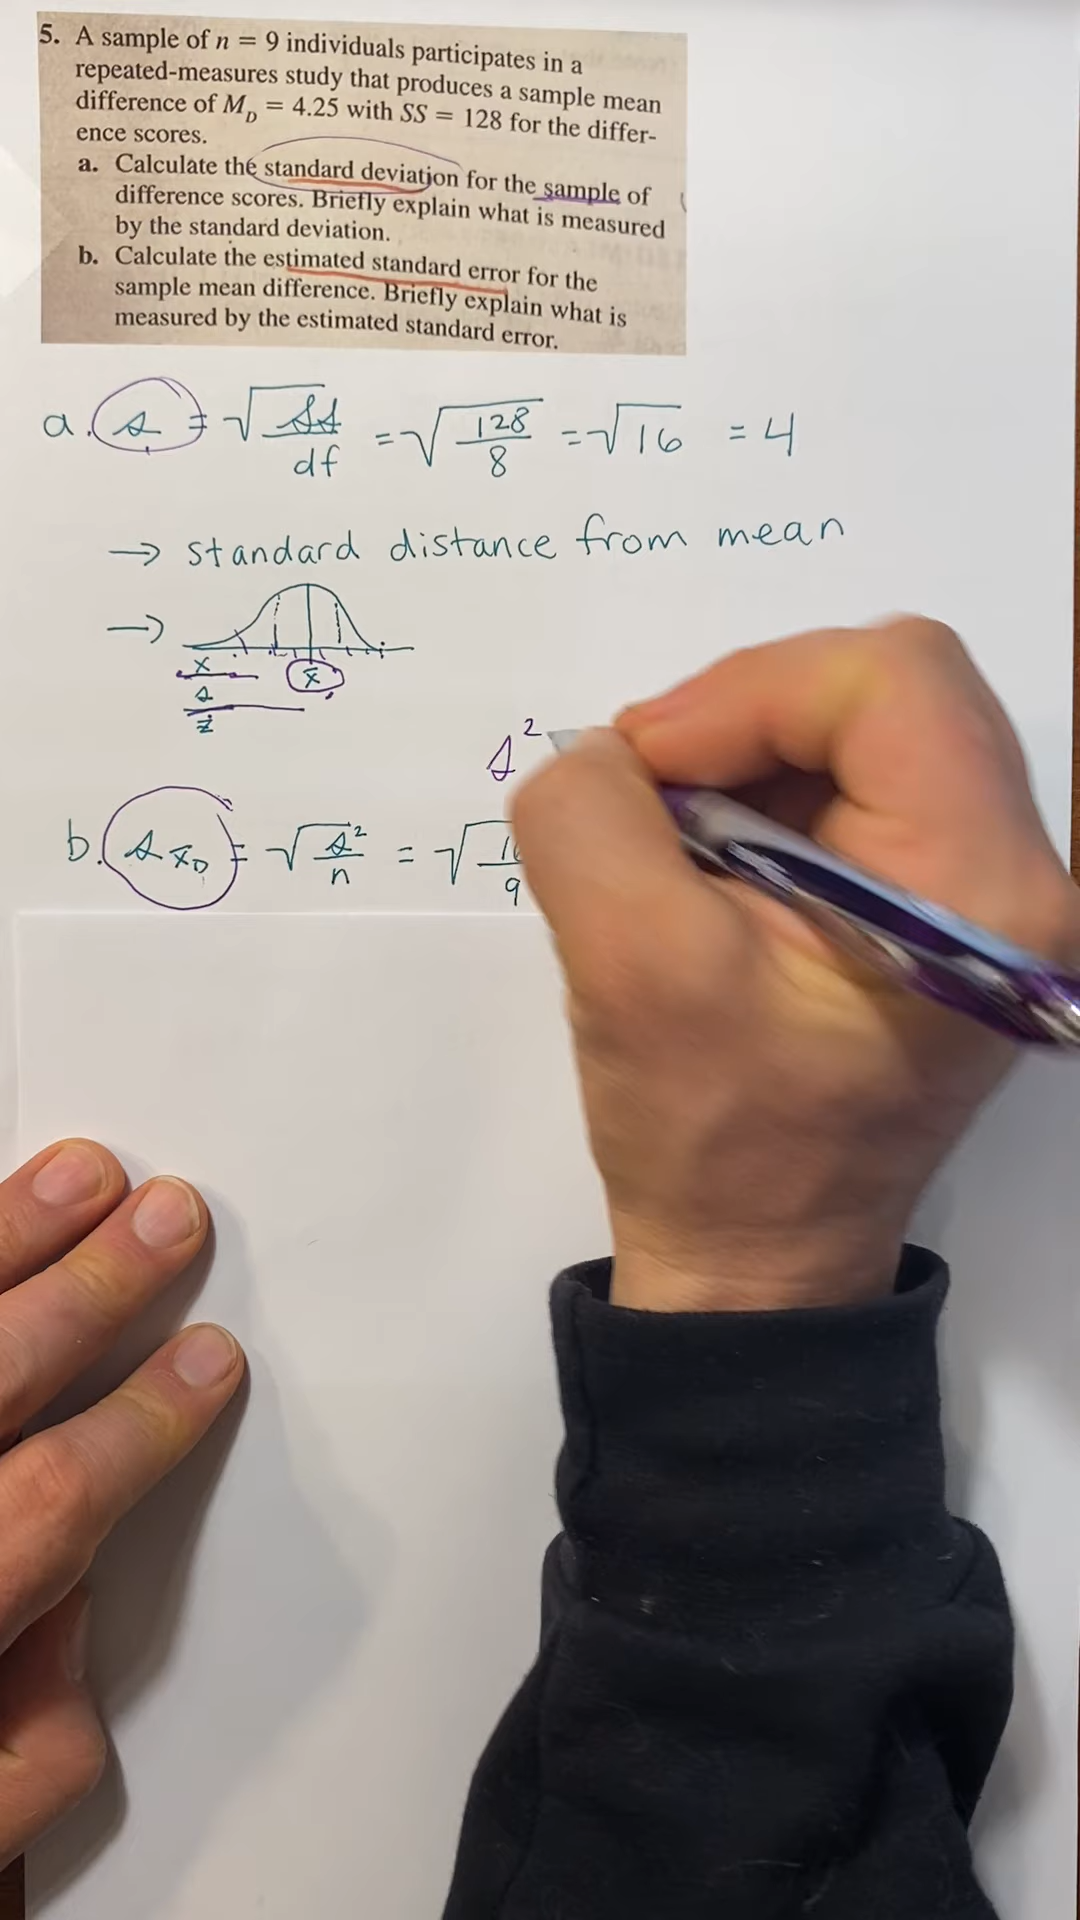 5. A sample of n = 9 individuals participates in a
repeated-measures study that produces a sample mean
difference of M_D = 4.25 with SS = 128 for the differ-
ence scores.
a. Calculate the standard deviation for the sample of
difference scores. Briefly explain what is measured
by the standard deviation.
b. Calculate the estimated standard error for the
sample mean difference. Briefly explain what is
measured by the estimated standard error.
a. s = √(SS/df) = √(128/8) = √16 = 4
→ standard distance from mean
→
x x̄
s
z
s²
b. s x̄_D = √(s²/n) = √(16/9